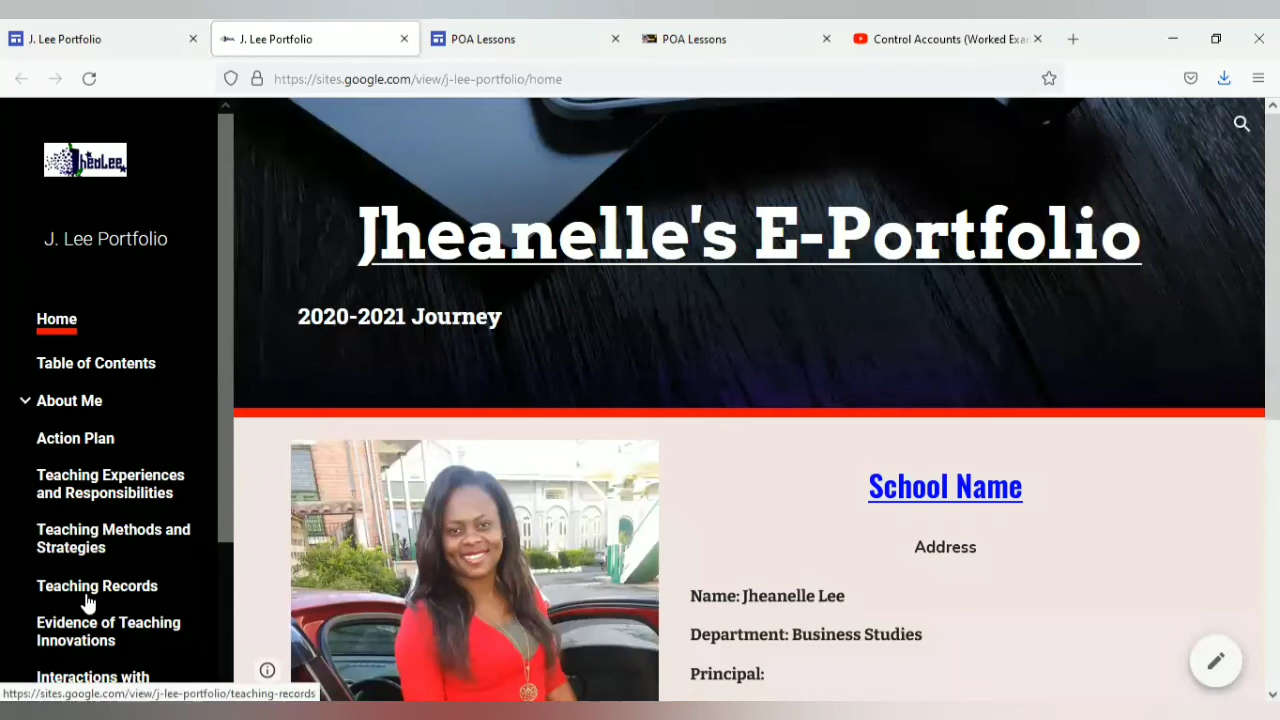 J. Lee Portfolio
J. Lee Portfolio
POA Lessons
POA Lessons
Control Accounts (Worked Exa
https://sites.google.com/view/j-lee-portfolio/home
JheoLee
J. Lee Portfolio
Home
Table of Contents
About Me
Action Plan
Teaching Experiences
and Responsibilities
Teaching Methods and
Strategies
Teaching Records
Evidence of Teaching
Innovations
Interactions with
https://sites.google.com/view/j-lee-portfolio/teaching-records
Jheanelle's E-Portfolio
2020-2021 Journey
School Name
Address
Name: Jheanelle Lee
Department: Business Studies
Principal: